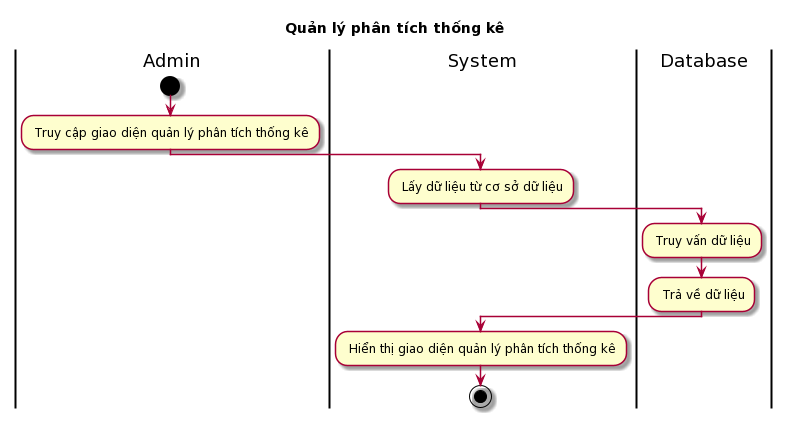 Quản lý phân tích thống kê
Admin
System
Database
Truy cập giao diện quản lý phân tích thống kê
Lấy dữ liệu từ cơ sở dữ liệu
Truy vấn dữ liệu
Trả về dữ liệu
Hiển thị giao diện quản lý phân tích thống kê